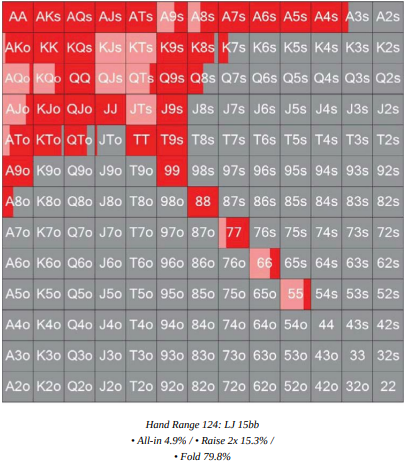 AA AKs AQs AJs ATs A9s A8s A7s A6s A5s A4s A3s A2s
AKo KK KQs KJs KTs K9s K8s K7s K6s K5s K4s K3s K2s
AQo KQo QQ QJs QTs Q9s Q8s Q7s Q6s Q5s Q4s Q3s Q2s
AJo KJo QJo JJ JTs J9s J8s J7s J6s J5s J4s J3s J2s
ATo KTo QTo JTo TT T9s T8s T7s T6s T5s T4s T3s T2s
A9o K9o Q9o J9o T9o 99 98s 97s 96s 95s 94s 93s 92s
A8o K8o Q8o J8o T8o 98o 88 87s 86s 85s 84s 83s 82s
A7o K7o Q7o J7o T7o 97o 87o 77 76s 75s 74s 73s 72s
A6o K6o Q6o J6o T6o 96o 86o 76o 66 65s 64s 63s 62s
A5o K5o Q5o J5o T5o 95o 85o 75o 65o 55 54s 53s 52s
A4o K4o Q4o J4o T4o 94o 84o 74o 64o 54o 44 43s 42s
A3o K3o Q3o J3o T3o 93o 83o 73o 63o 53o 43o 33 32s
A2o K2o Q2o J2o T2o 92o 82o 72o 62o 52o 42o 32o 22
Hand Range 124: LJ 15bb
• All-in 4.9% / • Raise 2x 15.3% /
• Fold 79.8%